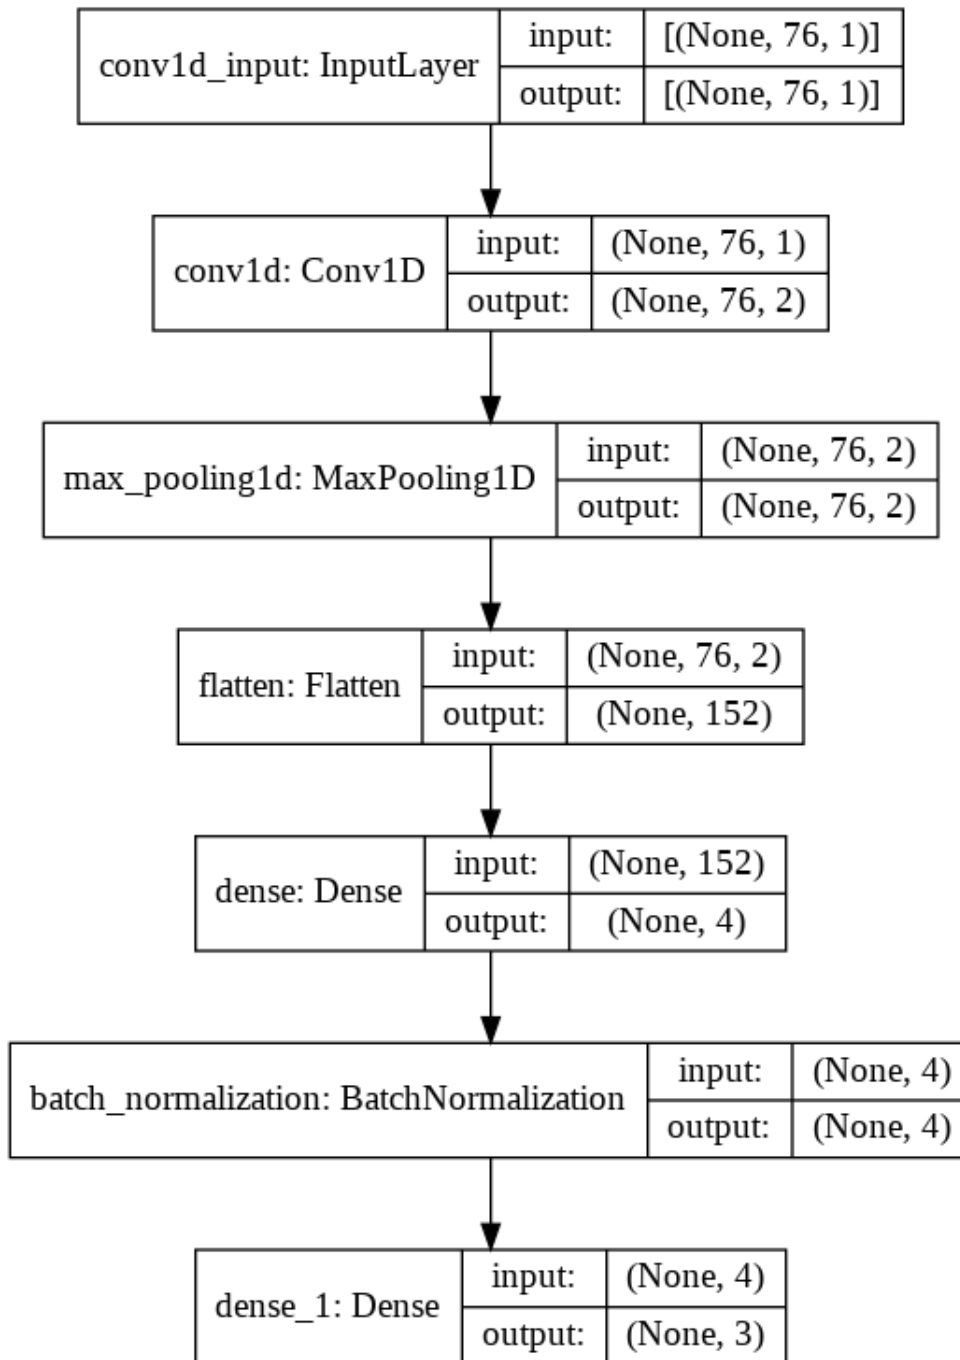 conv1d_input: InputLayer
input: [(None, 76, 1)]
output: [(None, 76, 1)]
conv1d: Conv1D
input: (None, 76, 1)
output: (None, 76, 2)
max_pooling1d: MaxPooling1D
input: (None, 76, 2)
output: (None, 76, 2)
flatten: Flatten
input: (None, 76, 2)
output: (None, 152)
dense: Dense
input: (None, 152)
output: (None, 4)
batch_normalization: BatchNormalization
input: (None, 4)
output: (None, 4)
dense_1: Dense
input: (None, 4)
output: (None, 3)